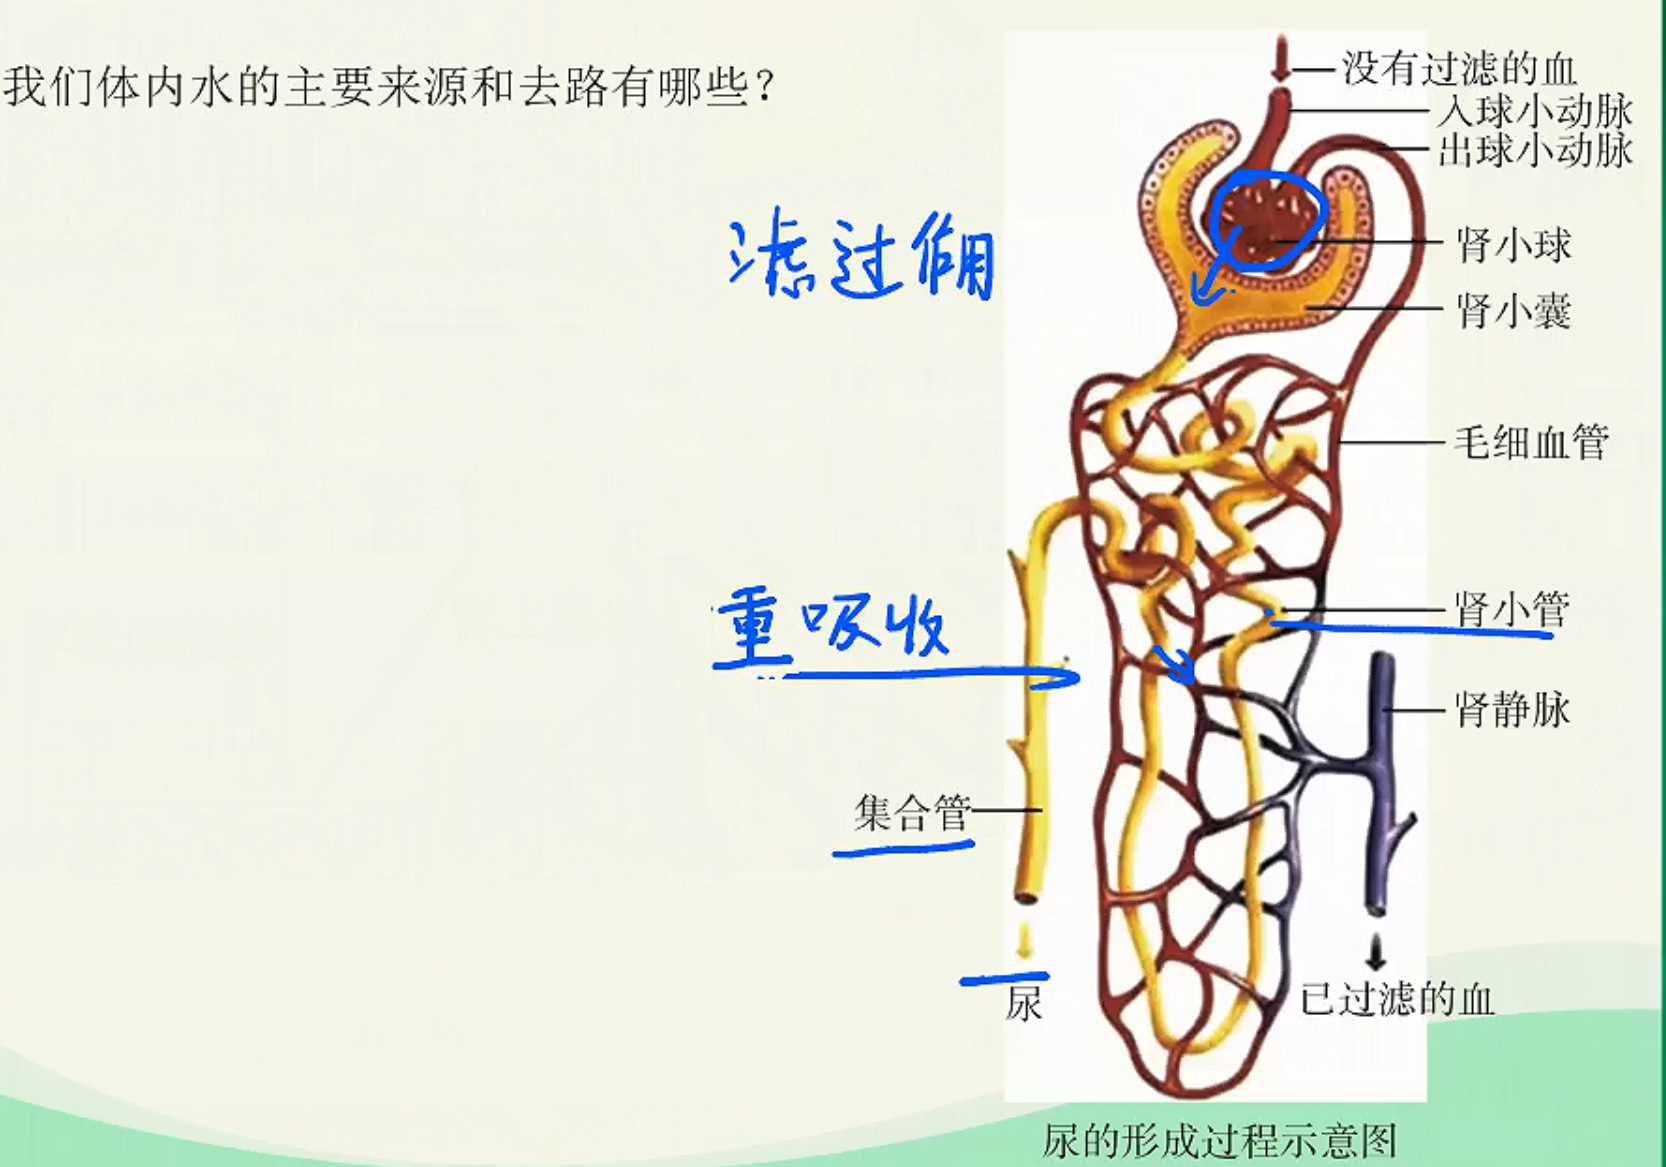 我们体内水的主要来源和去路有哪些？
没有过滤的血
入球小动脉
出球小动脉
滤过作用
肾小球
肾小囊
毛细血管
重吸收
肾小管
肾静脉
集合管
尿
已过滤的血
尿的形成过程示意图